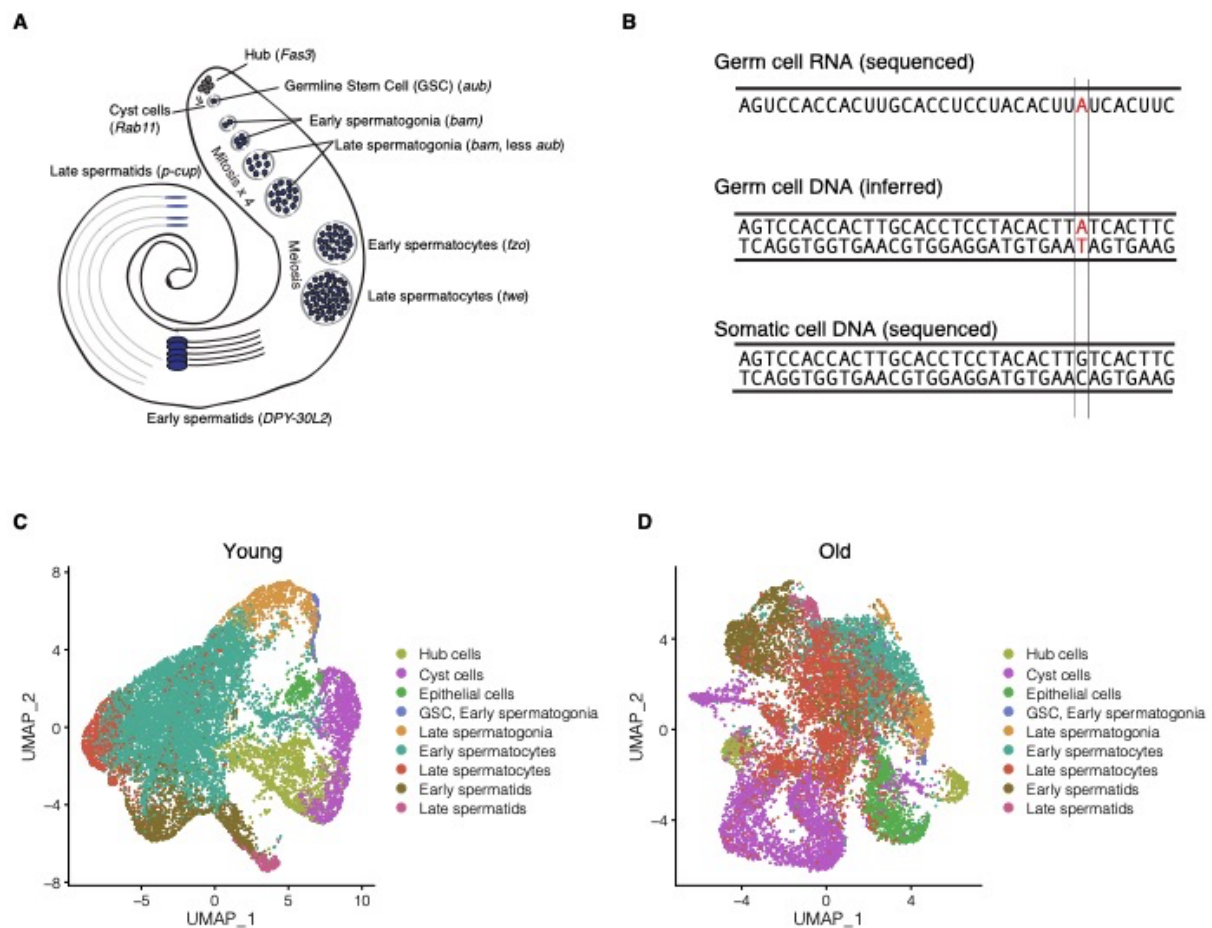 A
Hub (Fas3)
Germline Stem Cell (GSC) (aub)
Cyst cells
(Rab11)
Early spermatogonia (bam)
Late spermatogonia (bam, less aub)
Mitosis x 4
Late spermatids (p-cup)
Meiosis
Early spermatocytes (fzo)
Late spermatocytes (twe)
Early spermatids (DPY-30L2)
B
Germ cell RNA (sequenced)
AGUCCACCACUUGCACCUCCUACACUUAUCACUUC
Germ cell DNA (inferred)
AGTCCACCACTTGCACCTCCTACACTTATCACTTC
TCAGGTGGTGAACGTGGAGGATGTGAATAGTGAAG
Somatic cell DNA (sequenced)
AGTCCACCACTTGCACCTCCTACACTTGTCACTTC
TCAGGTGGTGAACGTGGAGGATGTGAACAGTGAAG
C
Young
8
4
0
−4
−8
UMAP_2
−5
0
5
10
UMAP_1
Hub cells
Cyst cells
Epithelial cells
GSC, Early spermatogonia
Late spermatogonia
Early spermatocytes
Late spermatocytes
Early spermatids
Late spermatids
D
Old
4
0
−4
UMAP_2
−4
0
4
UMAP_1
Hub cells
Cyst cells
Epithelial cells
GSC, Early spermatogonia
Late spermatogonia
Early spermatocytes
Late spermatocytes
Early spermatids
Late spermatids